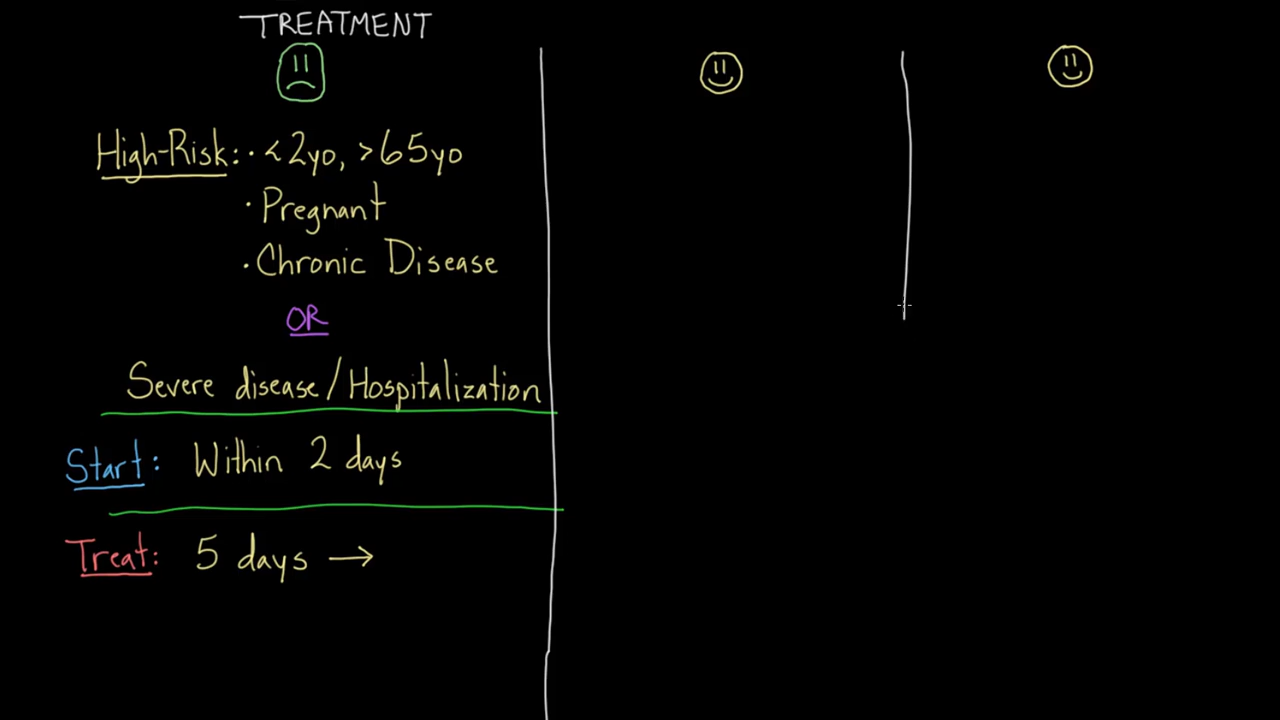 TREATMENT
High-Risk: · <2yo, >65yo
· Pregnant
· Chronic Disease
OR
Severe disease/Hospitalization
Start: Within 2 days
Treat: 5 days →